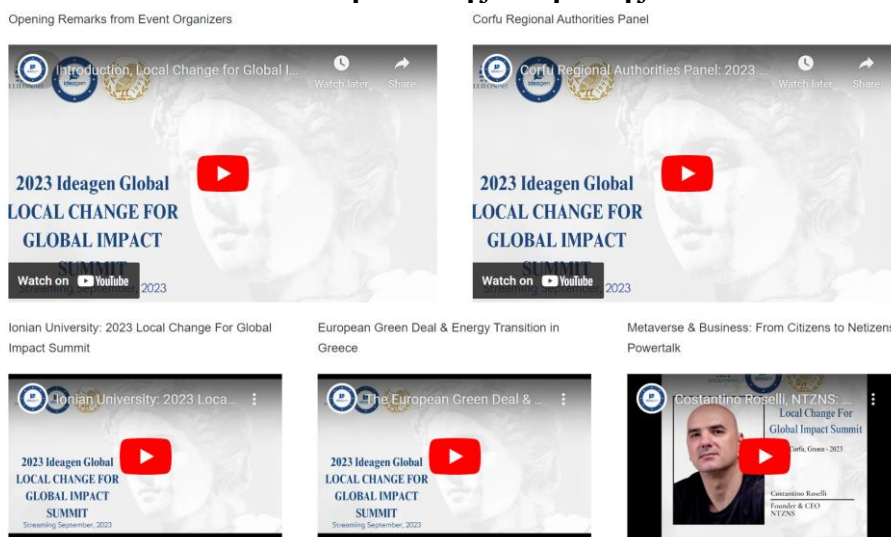 Opening Remarks from Event Organizers
Corfu Regional Authorities Panel
Introduction, Local Change for Global I...
Watch later
Share
ideagen
2023 Ideagen Global
LOCAL CHANGE FOR
GLOBAL IMPACT
SUMMIT
Streaming September, 2023
Watch on YouTube
Corfu Regional Authorities Panel: 2023 ...
Watch later
Share
ideagen
2023 Ideagen Global
LOCAL CHANGE FOR
GLOBAL IMPACT
SUMMIT
2023
Watch on YouTube
Ionian University: 2023 Local Change For Global
Impact Summit
European Green Deal & Energy Transition in
Greece
Metaverse & Business: From Citizens to Netizens
Powertalk
Ionian University: 2023 Loca...
2023 Ideagen Global
LOCAL CHANGE FOR
GLOBAL IMPACT
SUMMIT
Streaming September, 2023
The European Green Deal & ...
2023 Ideagen Global
LOCAL CHANGE FOR
GLOBAL IMPACT
SUMMIT
Streaming September, 2023
Costantino Roselli, NTZNS: ...
Local Change For
Global Impact Summit
Corfu, Greece - 2023
Costantino Roselli
Founder & CEO
NTZNS